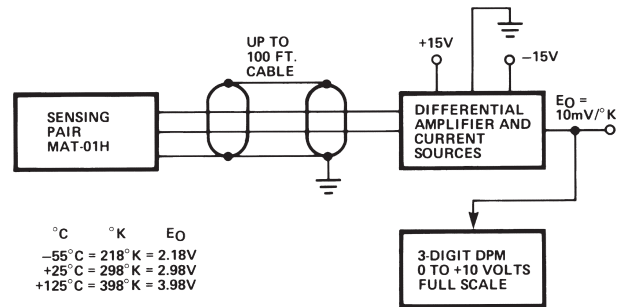 UP TO
100 FT.
CABLE
+15V
−15V
SENSING
PAIR
MAT-01H
DIFFERENTIAL
AMPLIFIER AND
CURRENT
SOURCES
EO =
10mV/°K
°C °K EO
−55°C = 218°K = 2.18V
+25°C = 298°K = 2.98V
+125°C = 398°K = 3.98V
3-DIGIT DPM
0 TO +10 VOLTS
FULL SCALE